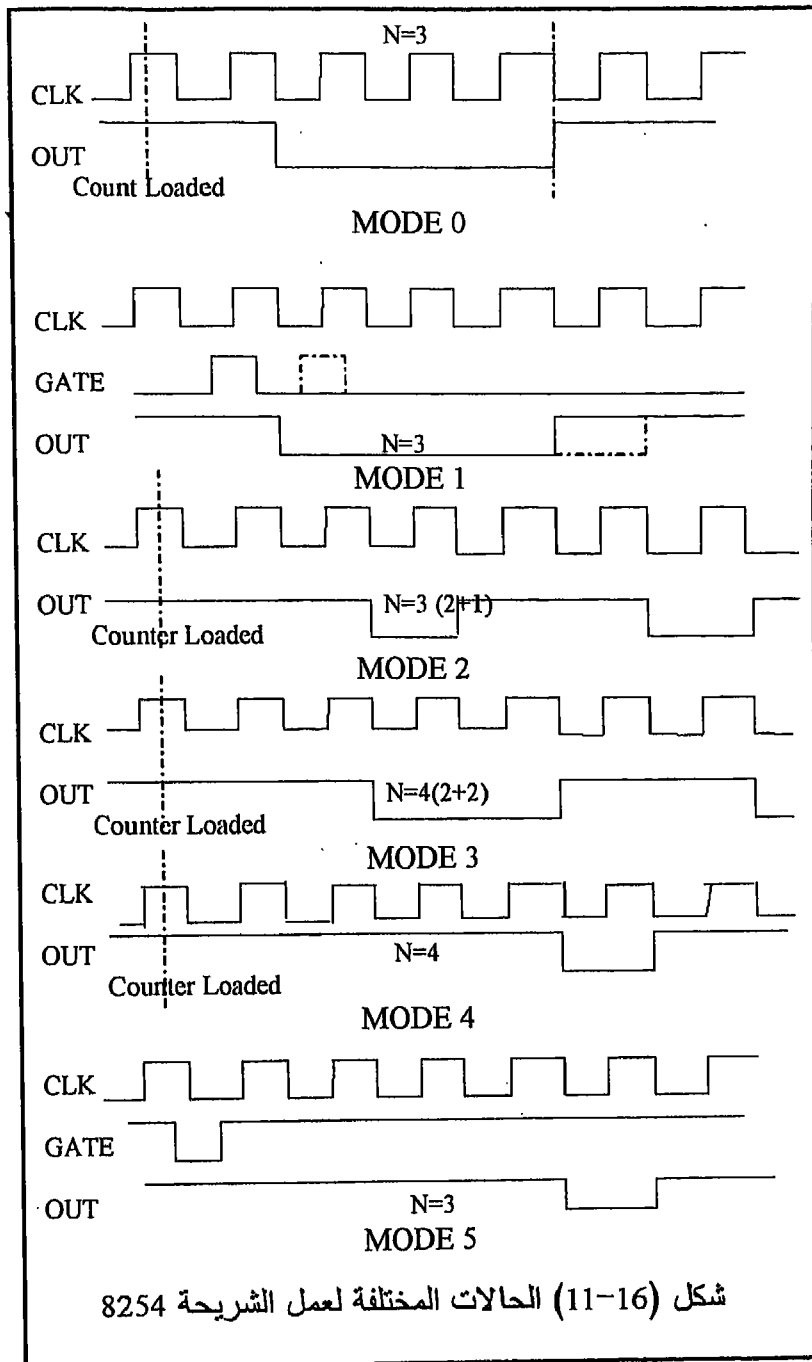 N=3
CLK
OUT
Count Loaded
MODE 0
CLK
GATE
OUT
N=3
MODE 1
CLK
OUT
N=3 (2+1)
Counter Loaded
MODE 2
CLK
OUT
N=4(2+2)
Counter Loaded
MODE 3
CLK
OUT
N=4
Counter Loaded
MODE 4
CLK
GATE
OUT
N=3
MODE 5
شكل (16-11) الحالات المختلفة لعمل الشريحة 8254